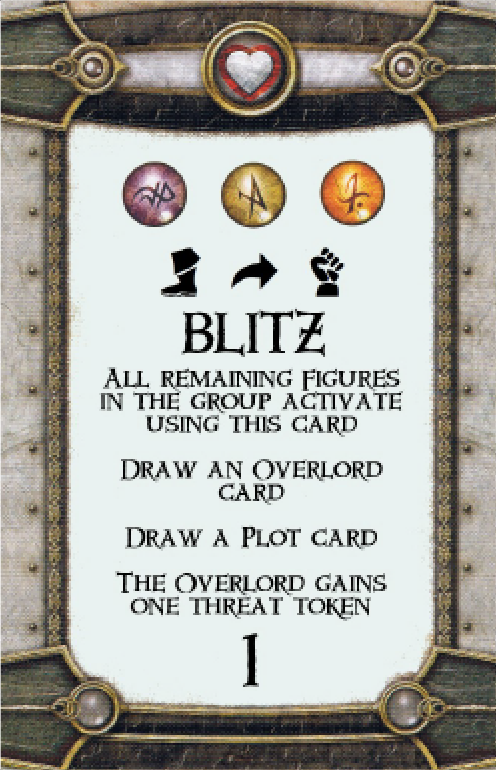 BLITZ
ALL REMAINING FIGURES
IN THE GROUP ACTIVATE
USING THIS CARD
DRAW AN OVERLORD
CARD
DRAW A PLOT CARD
THE OVERLORD GAINS
ONE THREAT TOKEN
1